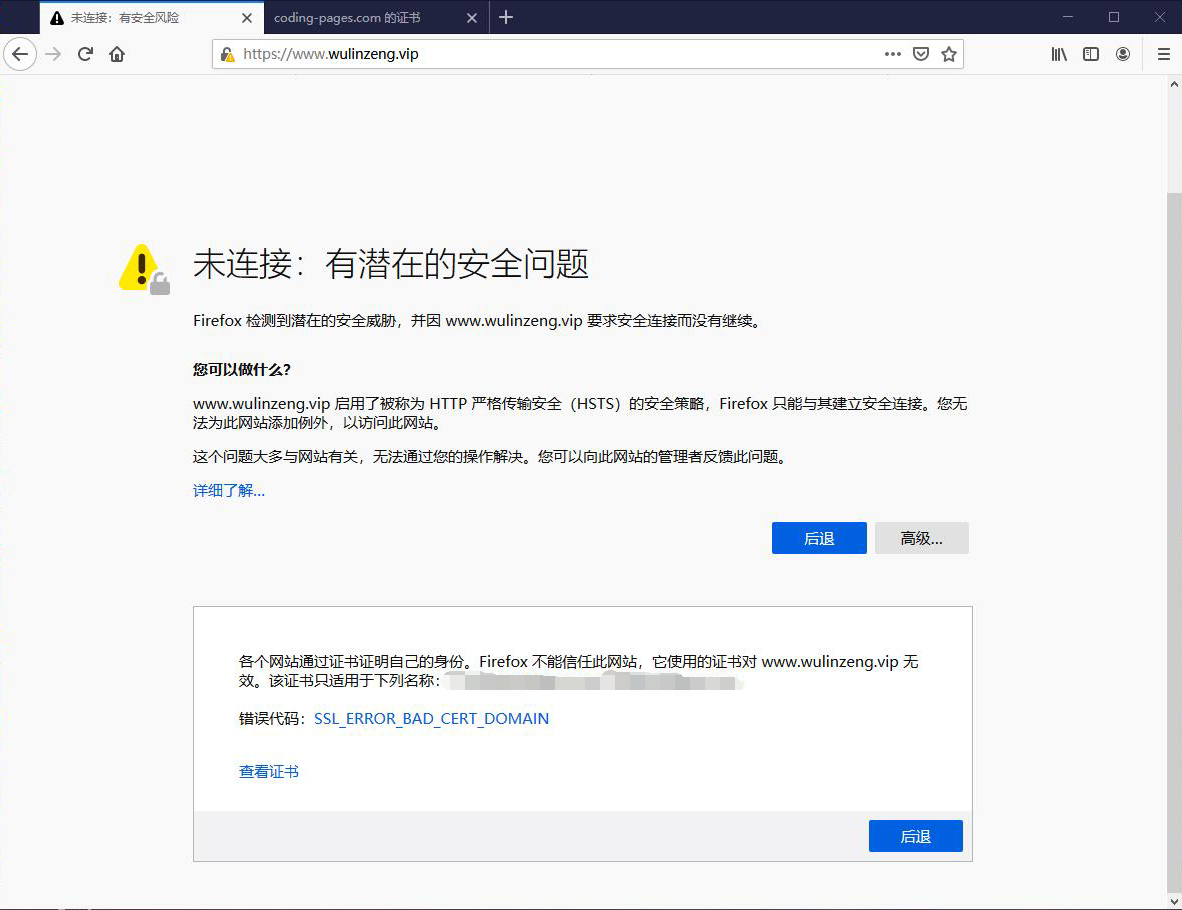 未连接：有安全风险
coding-pages.com 的证书
https://www.wulinzeng.vip
未连接：有潜在的安全问题
Firefox 检测到潜在的安全威胁，并因 www.wulinzeng.vip 要求安全连接而没有继续。
您可以做什么？
www.wulinzeng.vip 启用了被称为 HTTP 严格传输安全（HSTS）的安全策略，Firefox 只能与其建立安全连接。您无
法为此网站添加例外，以访问此网站。
这个问题大多与网站有关，无法通过您的操作解决。您可以向此网站的管理者反馈此问题。
详细了解...
后退
高级...
各个网站通过证书证明自己的身份。Firefox 不能信任此网站，它使用的证书对 www.wulinzeng.vip 无
效。该证书只适用于下列名称：
错误代码：SSL_ERROR_BAD_CERT_DOMAIN
查看证书
后退